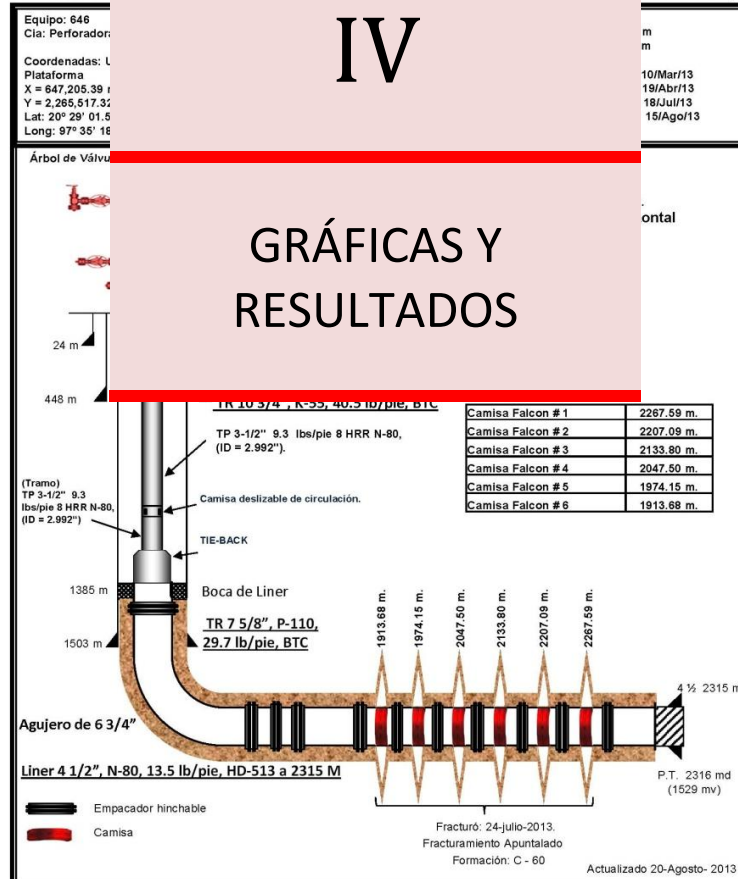 Equipo: 646
Cia: Perforadora
Coordenadas: U
Plataforma
X = 647,205.39
Y = 2,265,517.32
Lat: 20° 29' 01.5
Long: 97° 35' 18
m
m
10/Mar/13
19/Abr/13
18/Jul/13
15/Ago/13
IV
Árbol de Válvu
ontal
GRÁFICAS Y
RESULTADOS
24 m
448 m
TR 10 3/4", K-55, 40.5 lb/pie, BTC
TP 3-1/2" 9.3 lbs/pie 8 HRR N-80,
(ID = 2.992").
Camisa Falcon # 1 2267.59 m.
Camisa Falcon # 2 2207.09 m.
Camisa Falcon # 3 2133.80 m.
Camisa Falcon # 4 2047.50 m.
Camisa Falcon # 5 1974.15 m.
Camisa Falcon # 6 1913.68 m.
(Tramo)
TP 3-1/2" 9.3
lbs/pie 8 HRR N-80,
(ID = 2.992")
Camisa deslizable de circulación.
TIE-BACK
1385 m
Boca de Liner
TR 7 5/8", P-110,
29.7 lb/pie, BTC
1503 m
1913.68 m.
1974.15 m.
2047.50 m.
2133.80 m.
2207.09 m.
2267.59 m.
4 ½ 2315 m
Agujero de 6 3/4"
Liner 4 1/2", N-80, 13.5 lb/pie, HD-513 a 2315 M
P.T. 2316 md
(1529 mv)
Empacador hinchable
Camisa
Fracturó: 24-julio-2013.
Fracturamiento Apuntalado
Formación: C - 60
Actualizado 20-Agosto- 2013